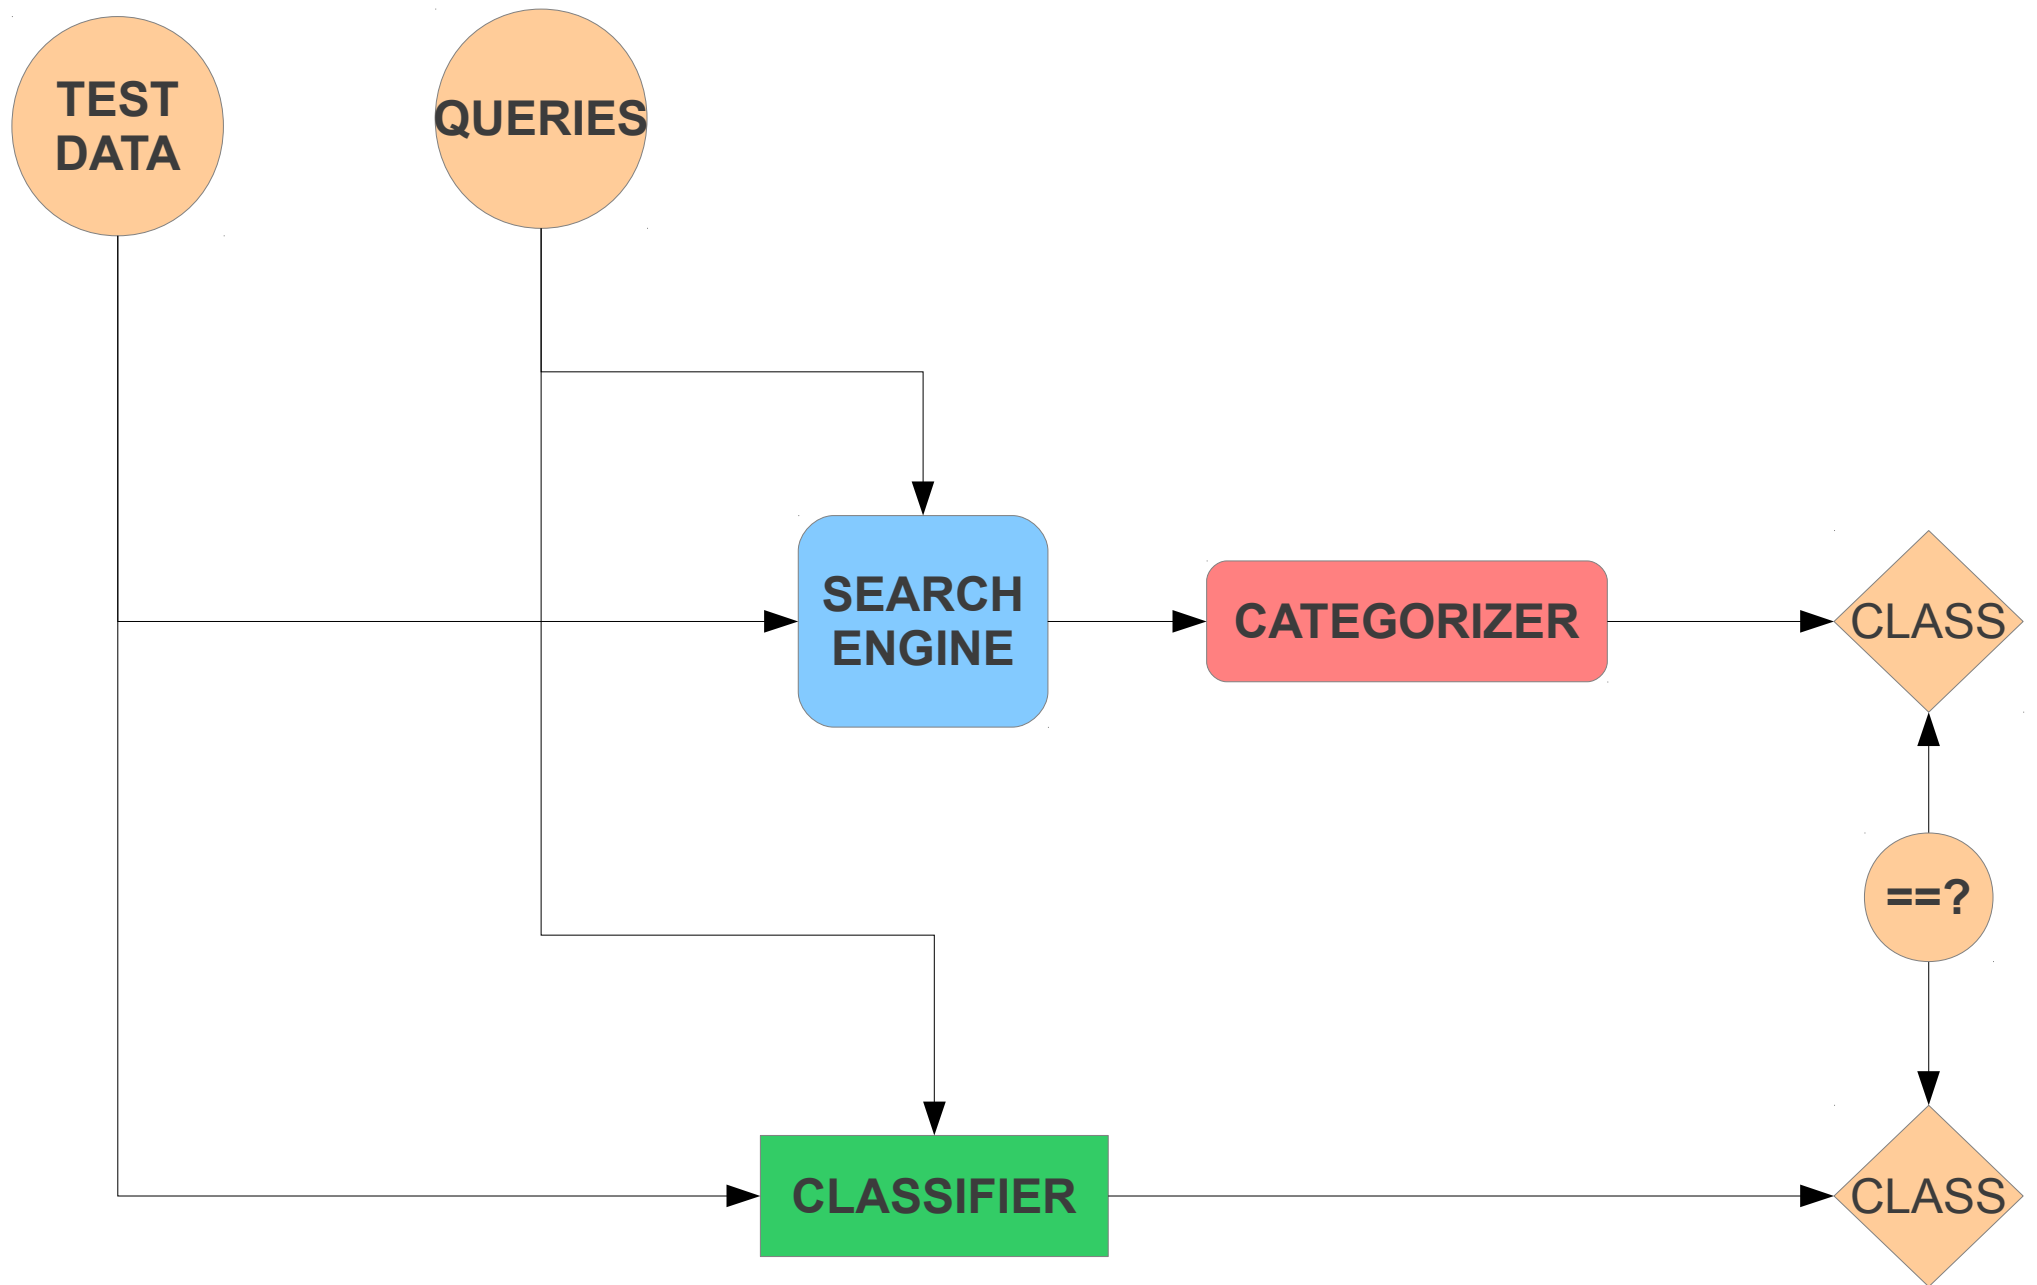 TEST
DATA
QUERIES
SEARCH
ENGINE
CATEGORIZER
CLASS
==?
CLASSIFIER
CLASS